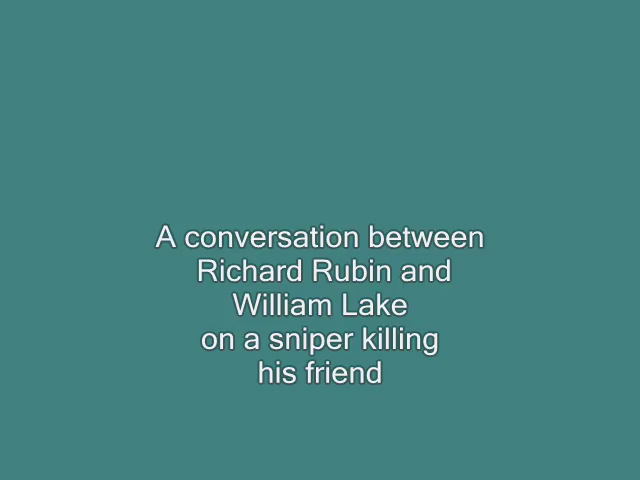 A conversation between
Richard Rubin and
William Lake
on a sniper killing
his friend